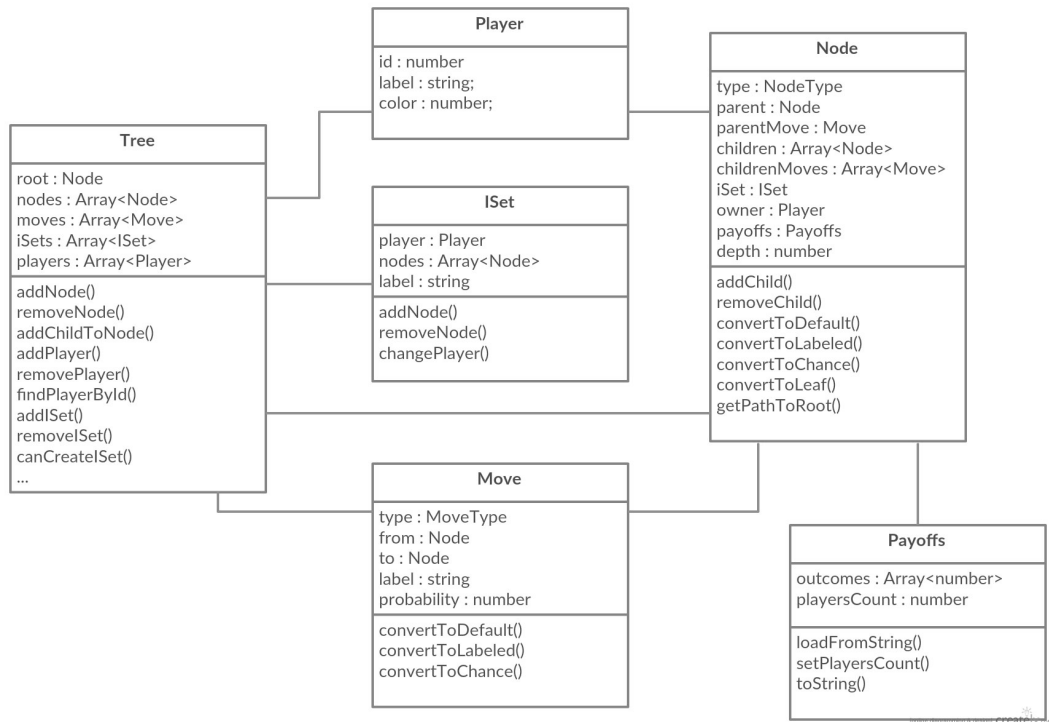 Player
id : number
label : string;
color : number;
Node
type : NodeType
parent : Node
parentMove : Move
children : Array<Node>
childrenMoves : Array<Move>
iSet : ISet
owner : Player
payoffs : Payoffs
depth : number
addChild()
removeChild()
convertToDefault()
convertToLabeled()
convertToChance()
convertToLeaf()
getPathToRoot()
Tree
root : Node
nodes : Array<Node>
moves : Array<Move>
iSets : Array<ISet>
players : Array<Player>
addNode()
removeNode()
addChildToNode()
addPlayer()
removePlayer()
findPlayerById()
addISet()
removeISet()
canCreateISet()
...
ISet
player : Player
nodes : Array<Node>
label : string
addNode()
removeNode()
changePlayer()
Move
type : MoveType
from : Node
to : Node
label : string
probability : number
convertToDefault()
convertToLabeled()
convertToChance()
Payoffs
outcomes : Array<number>
playersCount : number
loadFromString()
setPlayersCount()
toString()